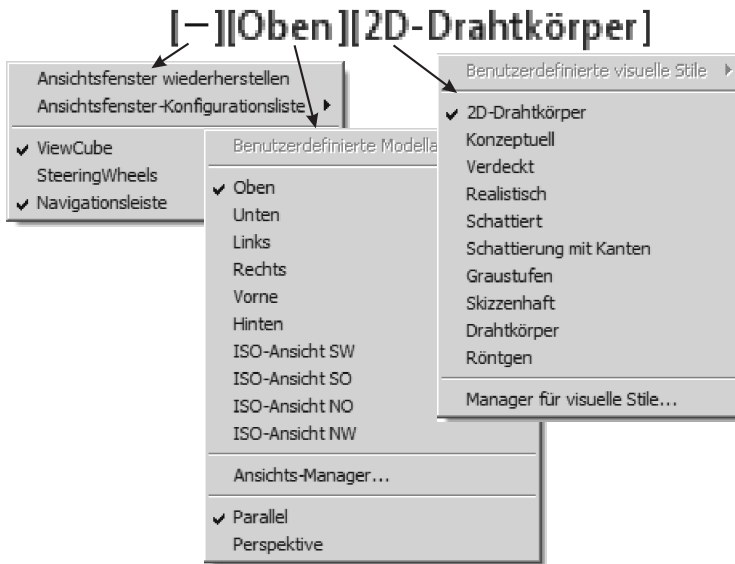 [−][Oben][2D-Drahtkörper]
Ansichtsfenster wiederherstellen
Ansichtsfenster-Konfigurationsliste
ViewCube
SteeringWheels
Navigationsleiste
Benutzerdefinierte Modella
Oben
Unten
Links
Rechts
Vorne
Hinten
ISO-Ansicht SW
ISO-Ansicht SO
ISO-Ansicht NO
ISO-Ansicht NW
Ansichts-Manager...
Parallel
Perspektive
Benutzerdefinierte visuelle Stile
2D-Drahtkörper
Konzeptuell
Verdeckt
Realistisch
Schattiert
Schattierung mit Kanten
Graustufen
Skizzenhaft
Drahtkörper
Röntgen
Manager für visuelle Stile...